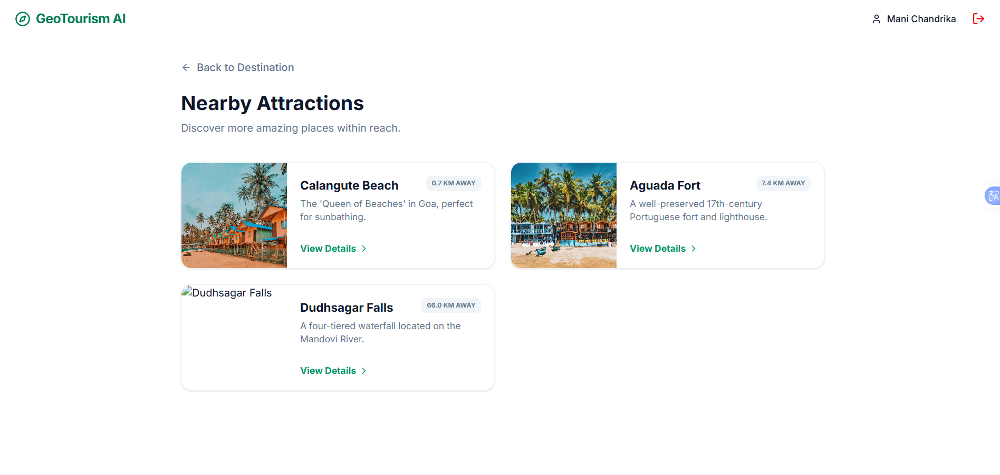 GeoTourism AI
Mani Chandrika
Back to Destination
Nearby Attractions
Discover more amazing places within reach.
Calangute Beach
0.7 KM AWAY
The 'Queen of Beaches' in Goa, perfect
for sunbathing.
View Details
Aguada Fort
7.4 KM AWAY
A well-preserved 17th-century
Portuguese fort and lighthouse.
View Details
Dudhsagar Falls
Dudhsagar Falls
66.0 KM AWAY
A four-tiered waterfall located on the
Mandovi River.
View Details